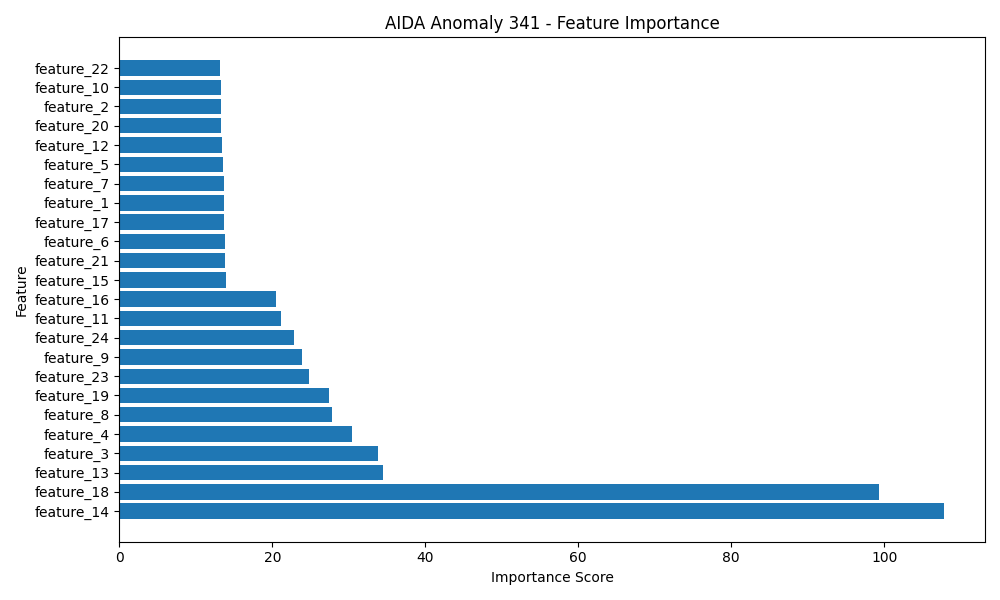 AIDA Anomaly 341 - Feature Importance
Feature
feature_22
feature_10
feature_2
feature_20
feature_12
feature_5
feature_7
feature_1
feature_17
feature_6
feature_21
feature_15
feature_16
feature_11
feature_24
feature_9
feature_23
feature_19
feature_8
feature_4
feature_3
feature_13
feature_18
feature_14
0 20 40 60 80 100
Importance Score